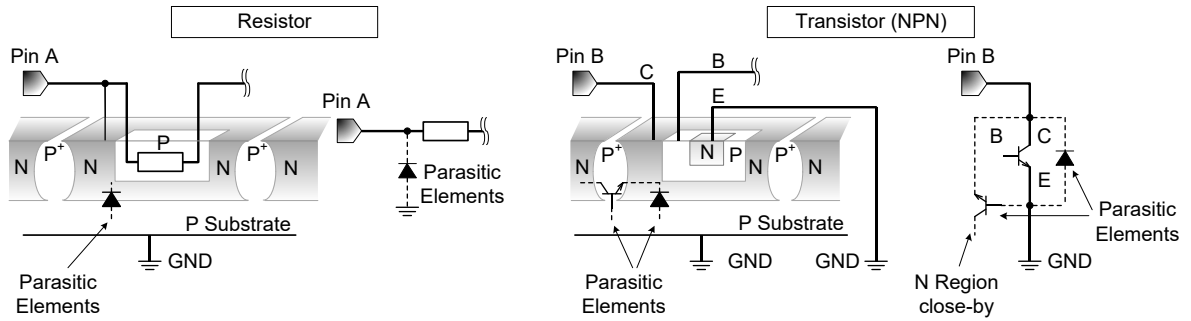 Resistor
Pin A
N
P+
N
P
P+
N
N
Parasitic
Elements
P Substrate
GND
Pin A
Parasitic
Elements
Transistor (NPN)
Pin B
C
B
E
N
P+
N
N
P
P+
N
N
P Substrate
Parasitic
Elements
GND
GND
Pin B
B
C
E
Parasitic
Elements
GND
N Region
close-by